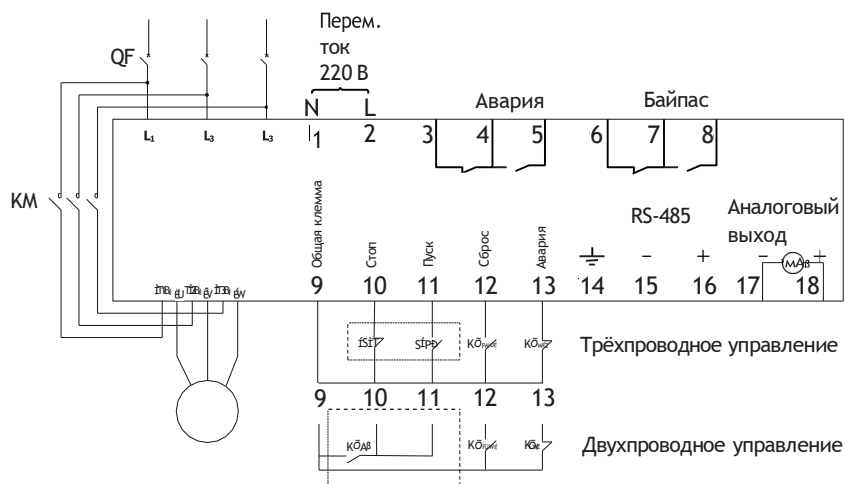 Перем.
ток
220 В
QF
N L
Авария Байпас
1 2 3 4 5 6 7 8
L₁ L₃ L₃
KM
RS-485
Аналоговый
выход
Общая клемма
Стоп
Пуск
Сброс
Авария
− + − +
9 10 11 12 13 14 15 16 17 18
Трёхпроводное управление
9 10 11 12 13
Двухпроводное управление